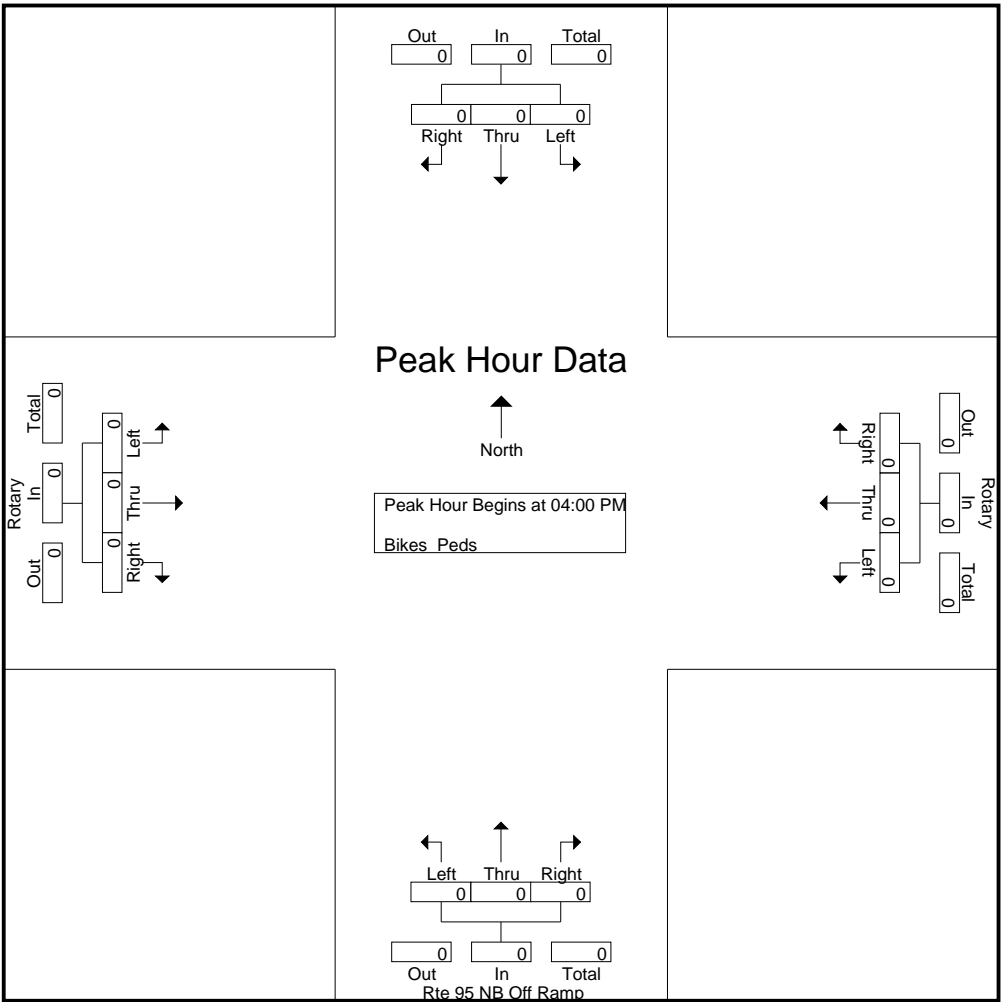 Out In Total
0 0 0
0 0 0
Right Thru Left
Peak Hour Data
North
Peak Hour Begins at 04:00 PM
Bikes Peds
Rotary
Total In Out
0 0 0
0 0 0
Left Thru Right
Rotary
Out In Total
0 0 0
0 0 0
Right Thru Left
Left Thru Right
0 0 0
0 0 0
Out In Total
Rte 95 NB Off Ramp